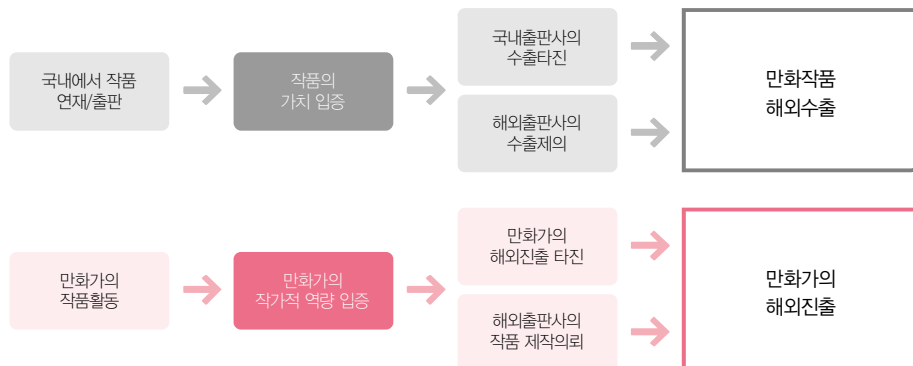 국내에서 작품
연재/출판
작품의
가치 입증
국내출판사의
수출타진
해외출판사의
수출제의
만화작품
해외수출
만화가의
작품활동
만화가의
작가적 역량 입증
만화가의
해외진출 타진
해외출판사의
작품 제작의뢰
만화가의
해외진출